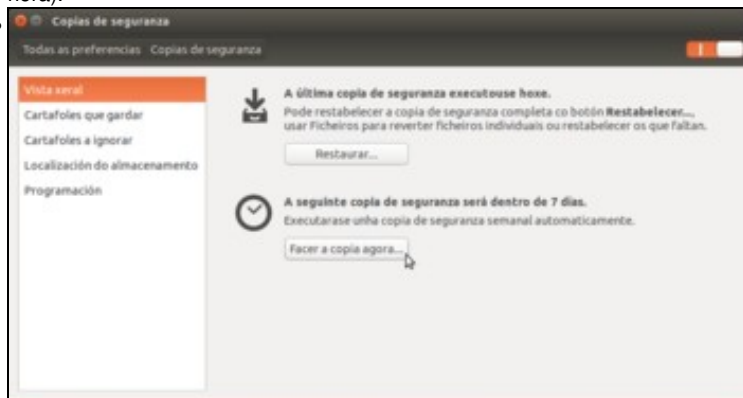 Copias de seguranza
Todas as preferencias Copias de seguranza
Vista xeral
Cartafoles que gardar
Cartafoles a ignorar
Localización do almacenamento
Programación
A última copia de seguranza executouse hoxe.
Pode restabelecer a copia de seguranza completa co botón Restabelecer...,
usar Ficheiros para reverter ficheiros individuais ou restabelecer os que faltan.
Restaurar...
A seguinte copia de seguranza será dentro de 7 días.
Executarase unha copia de seguranza semanal automaticamente.
Facer a copia agora...